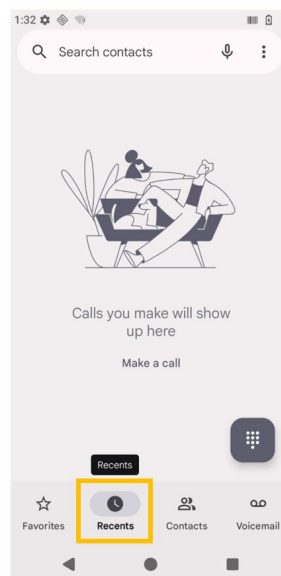 1:32
Search contacts
Calls you make will show
up here
Make a call
Recents
Favorites
Recents
Contacts
Voicemail